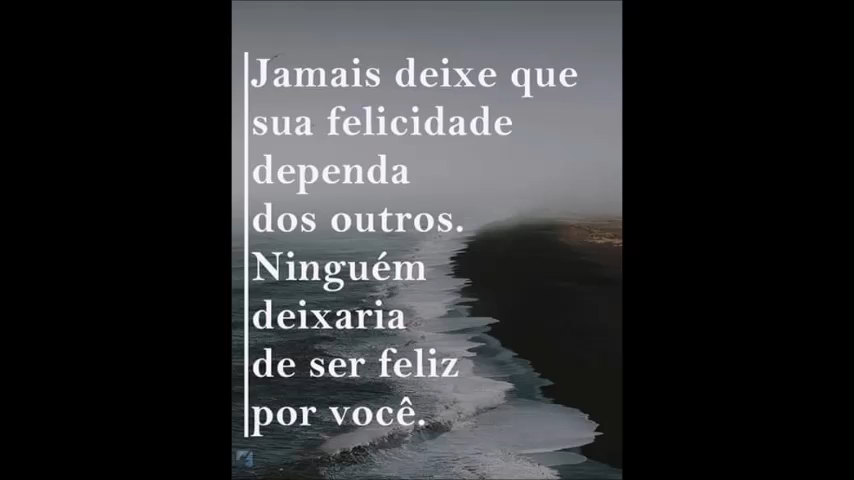 Jamais deixe que
sua felicidade
dependa
dos outros.
Ninguém
deixaria
de ser feliz
por você.